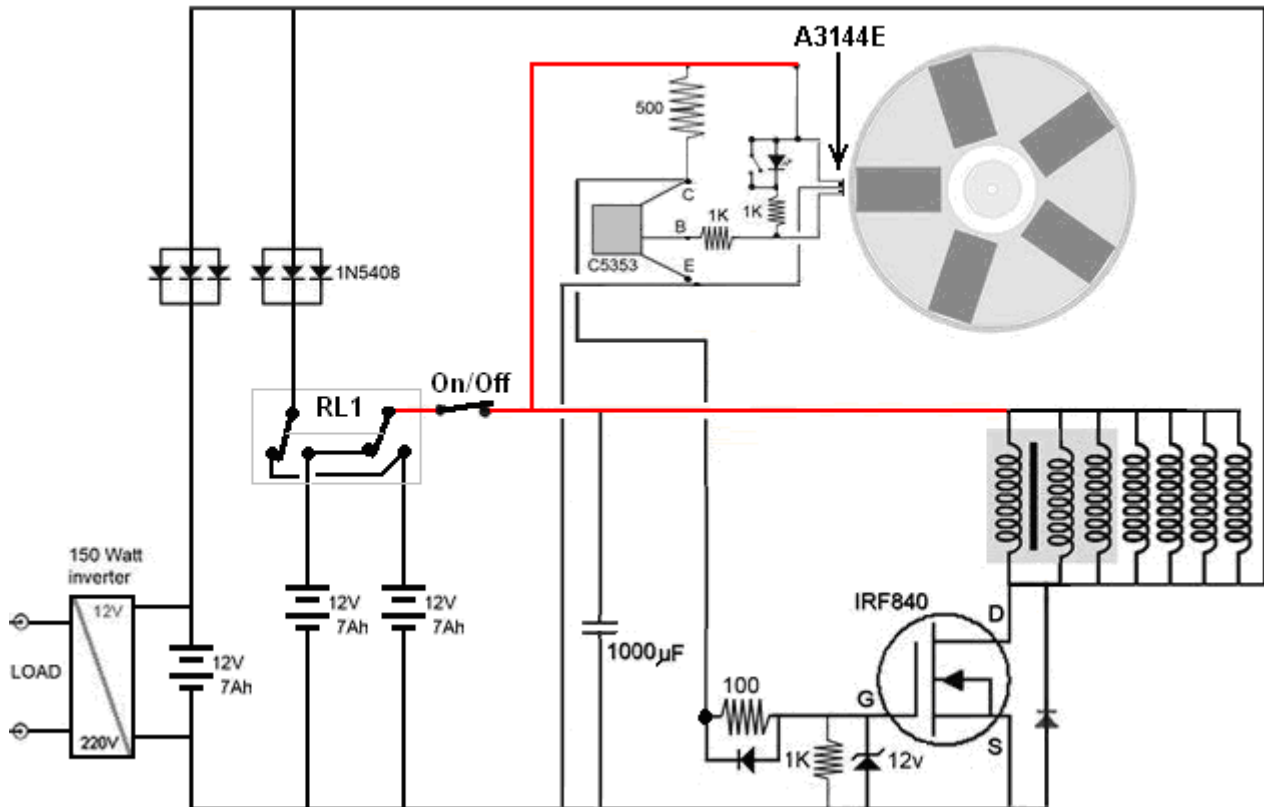 A3144E
500
C
1K
1K
B
C5353
E
1N5408
On/Off
RL1
150 Watt
inverter
12V
LOAD
220V
12V
7Ah
12V
7Ah
12V
7Ah
1000µF
IRF840
D
100
G
S
1K
12v